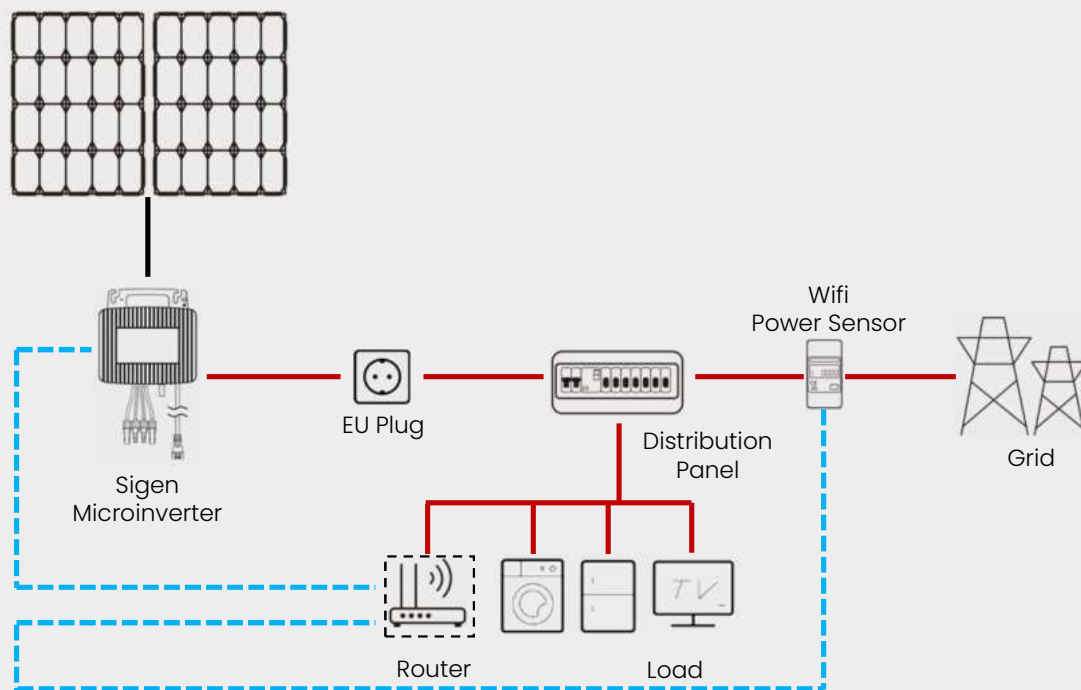 Wifi
Power Sensor
EU Plug
Distribution
Panel
Grid
Sigen
Microinverter
TV
Router
Load